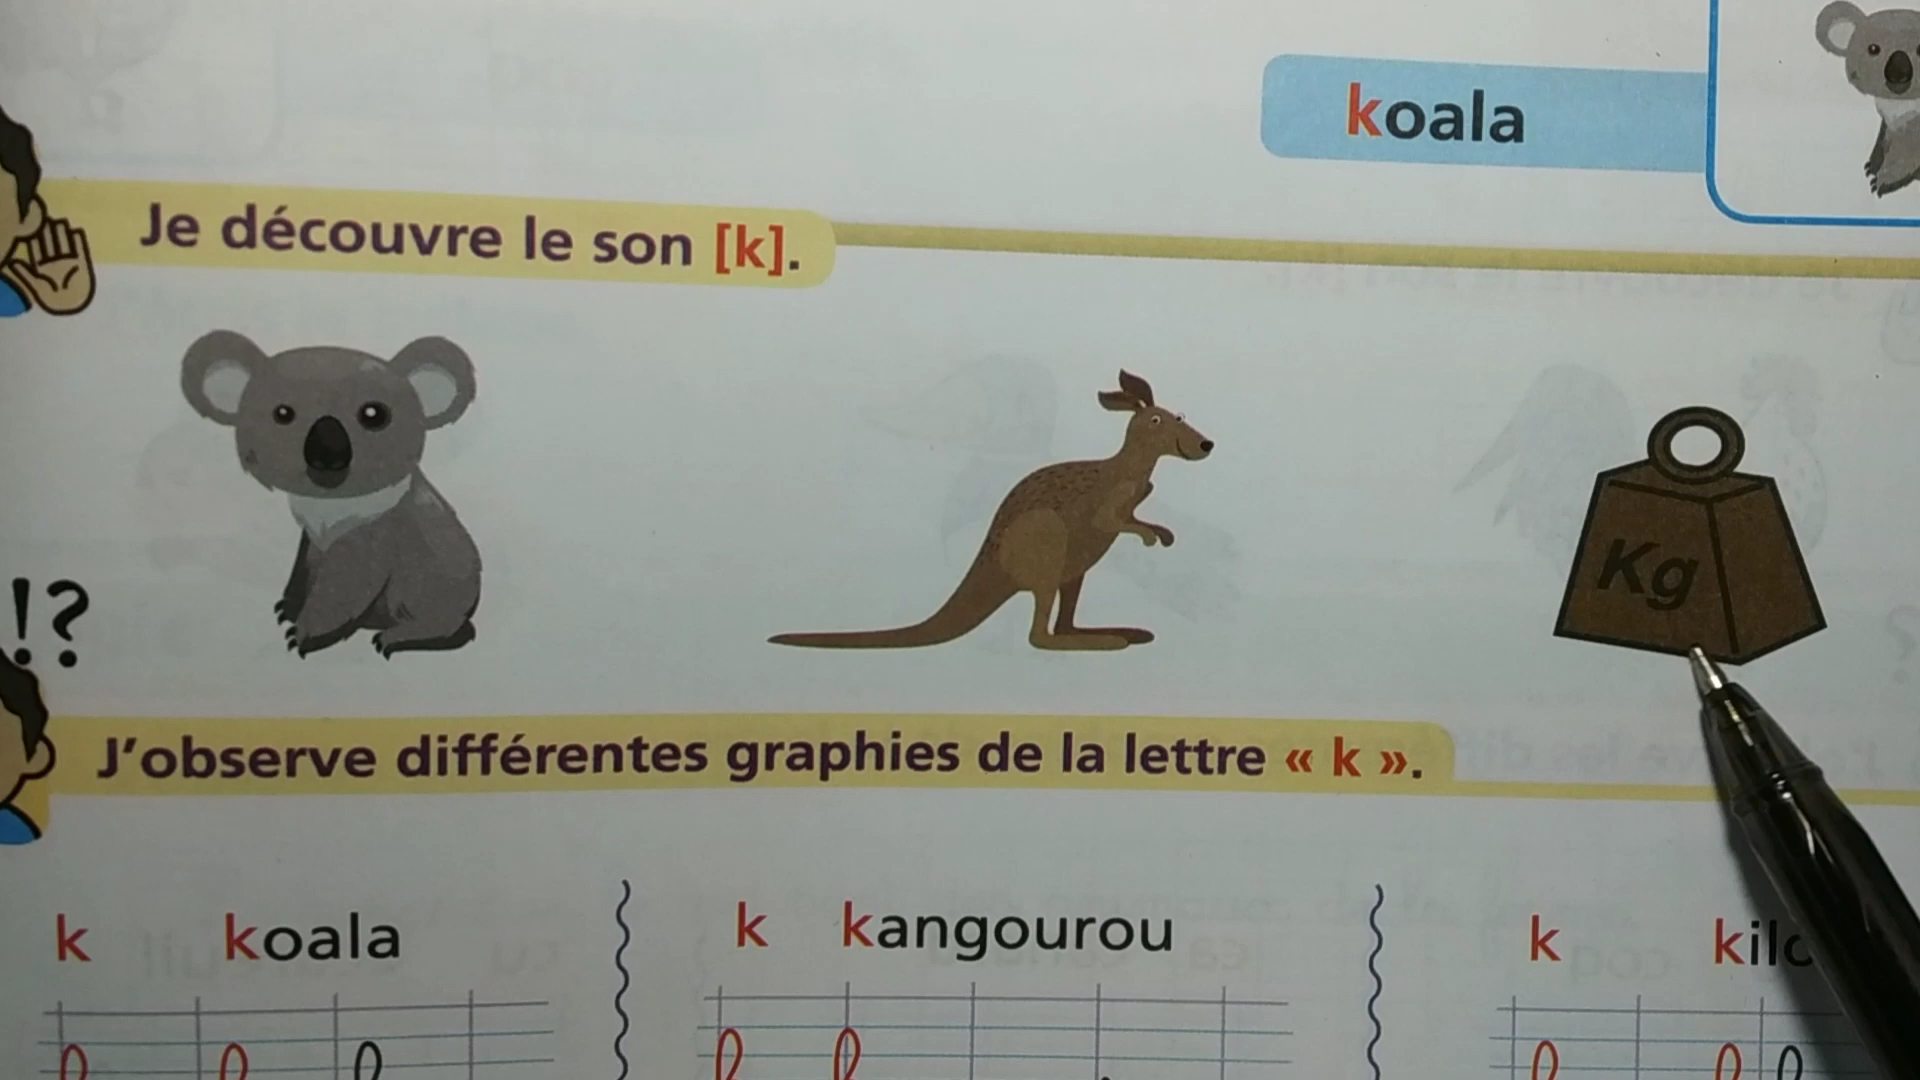 koala
Je découvre le son [k].
Kg
!?
J'observe différentes graphies de la lettre « k ».
k koala k kangourou k